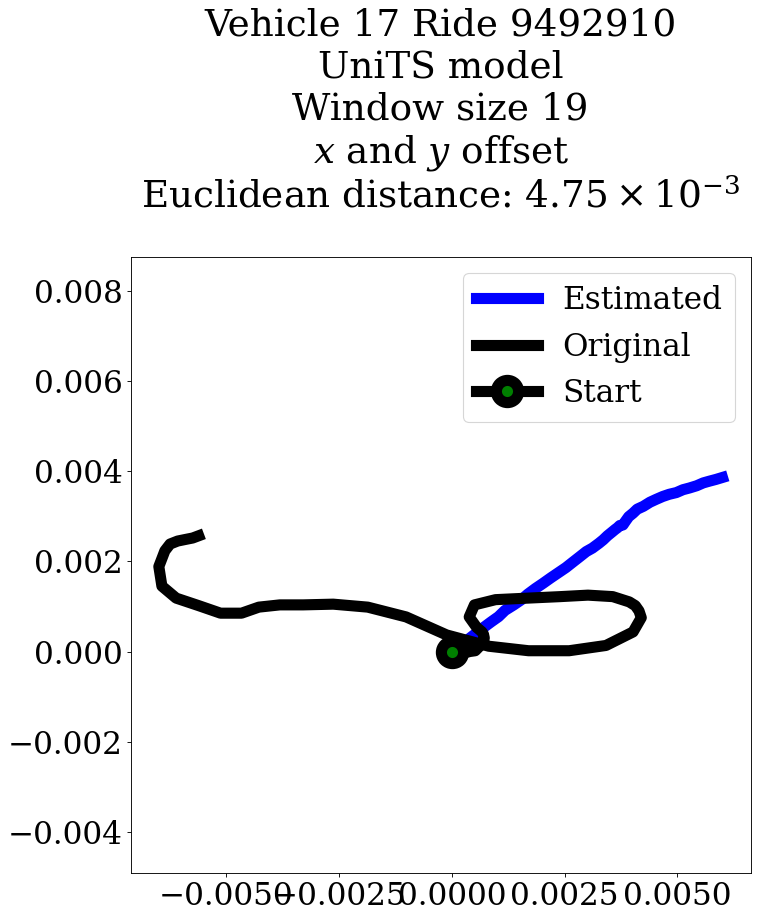 Vehicle 17 Ride 9492910
UniTS model
Window size 19
x and y offset
Euclidean distance: 4.75 × 10⁻³
Estimated
Original
Start
0.008
0.006
0.004
0.002
0.000
−0.002
−0.004
−0.0050 −0.0025 0.0000 0.0025 0.0050